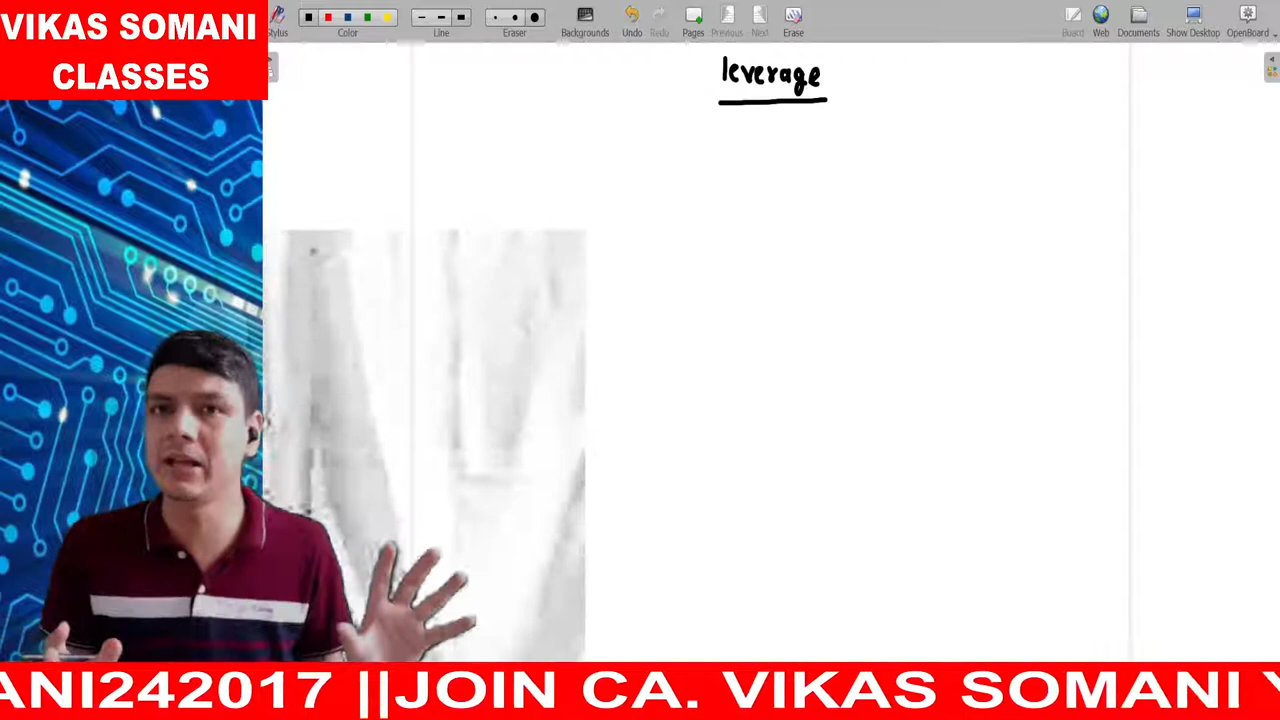 VIKAS SOMANI
CLASSES
Stylus
Color
Line
Eraser
Backgrounds
Undo
Redo
Pages
Previous
Next
Erase
Board
Web
Documents
Show Desktop
OpenBoard
leverage
ANI242017 ||JOIN CA. VIKAS SOMANI Y